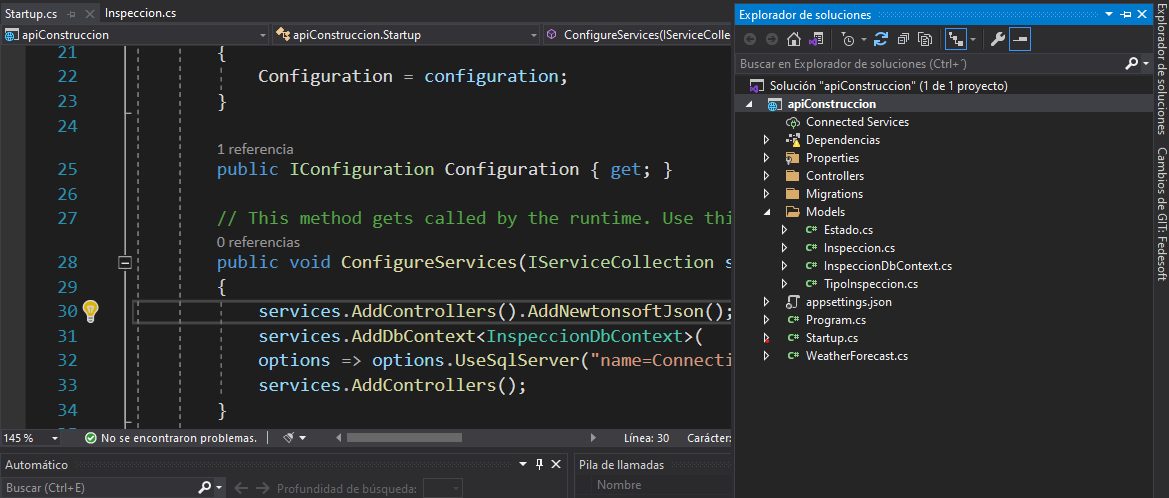 Startup.cs
Inspeccion.cs
apiConstruccion
apiConstruccion.Startup
ConfigureServices(IServiceCollec
21 {
22 Configuration = configuration;
23 }
24
1 referencia
25 public IConfiguration Configuration { get; }
26
27 // This method gets called by the runtime. Use thi
0 referencias
28 public void ConfigureServices(IServiceCollection s
29 {
30 services.AddControllers().AddNewtonsoftJson();
31 services.AddDbContext<InspeccionDbContext>(
32 options => options.UseSqlServer("name=Connecti
33 services.AddControllers();
34 }
145 %
No se encontraron problemas.
Línea: 30
Carácter:
Automático
Buscar (Ctrl+E)
Profundidad de búsqueda:
Pila de llamadas
Nombre
Explorador de soluciones
Buscar en Explorador de soluciones (Ctrl+´)
Solución "apiConstruccion" (1 de 1 proyecto)
apiConstruccion
Connected Services
Dependencias
Properties
Controllers
Migrations
Models
C# Estado.cs
C# Inspeccion.cs
C# InspeccionDbContext.cs
C# TipoInspeccion.cs
appsettings.json
C# Program.cs
C# Startup.cs
C# WeatherForecast.cs
Explorador de soluciones
Cambios de GIT: Fedesoft